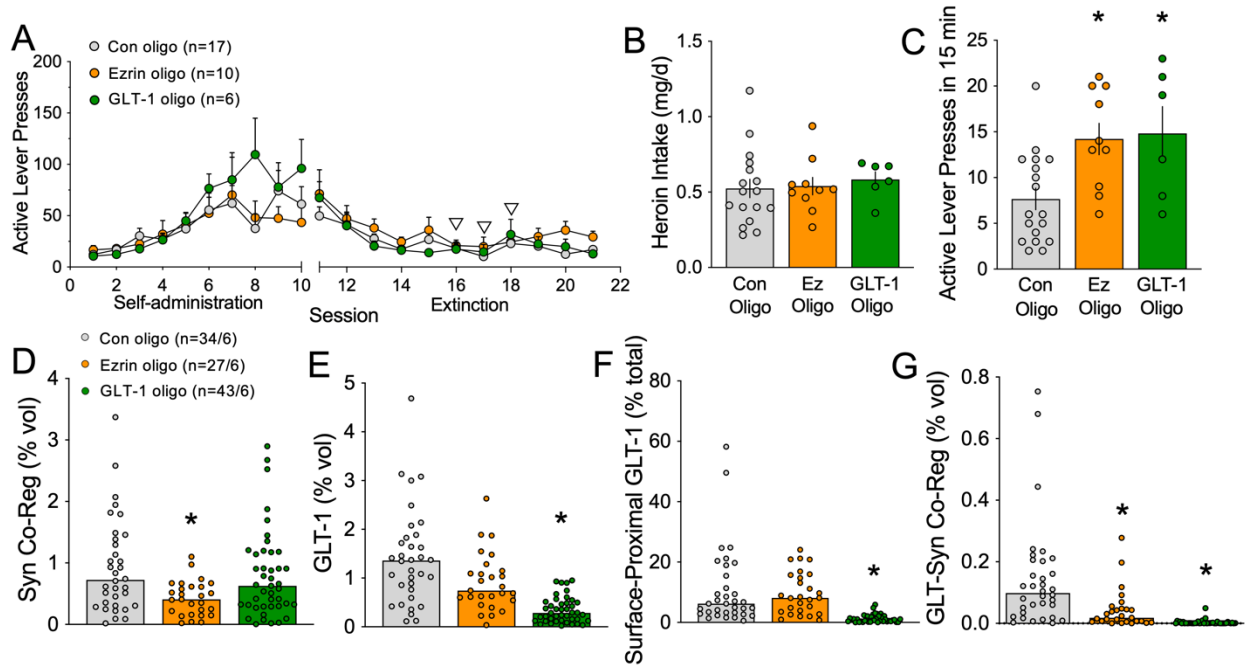 A
Con oligo (n=17)
Ezrin oligo (n=10)
GLT-1 oligo (n=6)
Active Lever Presses
200
150
100
50
0
0 2 4 6 8 10 12 14 16 18 20 22
Self-administration
Extinction
Session
B
Heroin Intake (mg/d)
1.5
1.0
0.5
0.0
Con Ez GLT-1
Oligo Oligo Oligo
C
Active Lever Presses in 15 min
* *
25
20
15
10
5
0
Con Ez GLT-1
Oligo Oligo Oligo
D
Con oligo (n=34/6)
Ezrin oligo (n=27/6)
GLT-1 oligo (n=43/6)
Syn Co-Reg (% vol)
4
3
2
1
0
*
E
GLT-1 (% vol)
5
4
3
2
1
0
*
F
Surface-Proximal GLT-1 (% total)
80
60
40
20
0
*
G
GLT-Syn Co-Reg (% vol)
0.8
0.6
0.4
0.2
0.0
*
*